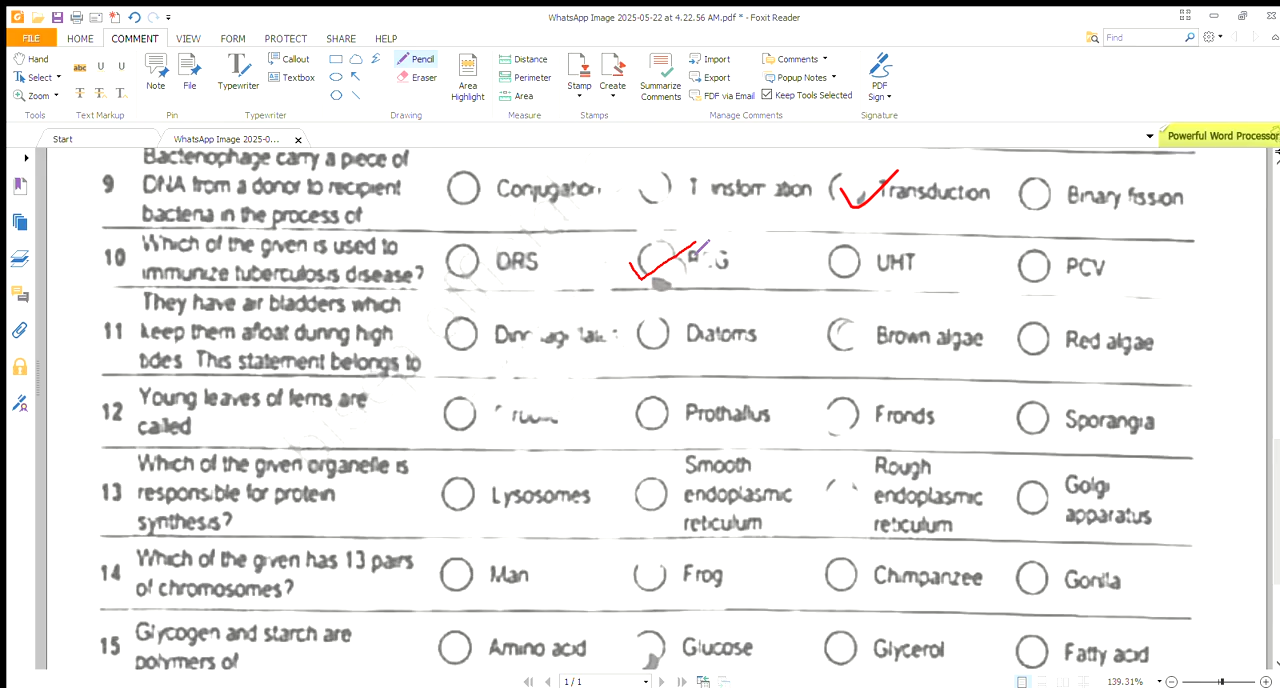 WhatsApp Image 2025-05-22 at 4.22.56 AM.pdf * - Foxit Reader
FILE HOME COMMENT VIEW FORM PROTECT SHARE HELP
Find
Hand
Select
Zoom
Tools
abc U U
T T T
Text Markup
Note
File
Pin
Typewriter
Callout
Textbox
Typewriter
Pencil
Eraser
Drawing
Area Highlight
Distance
Perimeter
Area
Measure
Stamp
Create
Stamps
Summarize Comments
Import
Export
FDF via Email
Comments
Popup Notes
Keep Tools Selected
Manage Comments
PDF Sign
Signature
Start
WhatsApp Image 2025-0...
Powerful Word Processor
Bacteriophage carry a piece of
9 DNA from a donor to recipient Conjugation Transduction Binary fission
bacteria in the process of
Which of the given is used to
10 ORS UHT PCV
immunize tuberculosis disease?
They have air bladders which
11 keep them afloat during high Diatoms Brown algae Red algae
tides. This statement belongs to
Young leaves of ferns are
12 Prothallus Fronds Sporangia
called
Which of the given organelle is Smooth Rough
13 responsible for protein Lysosomes endoplasmic endoplasmic Golgi apparatus
synthesis? reticulum reticulum
Which of the given has 13 pairs
14 Man Frog Chimpanzee Gorilla
of chromosomes?
Glycogen and starch are
15 Amino acid Glucose Glycerol Fatty acid
polymers of
1 / 1
139.31%